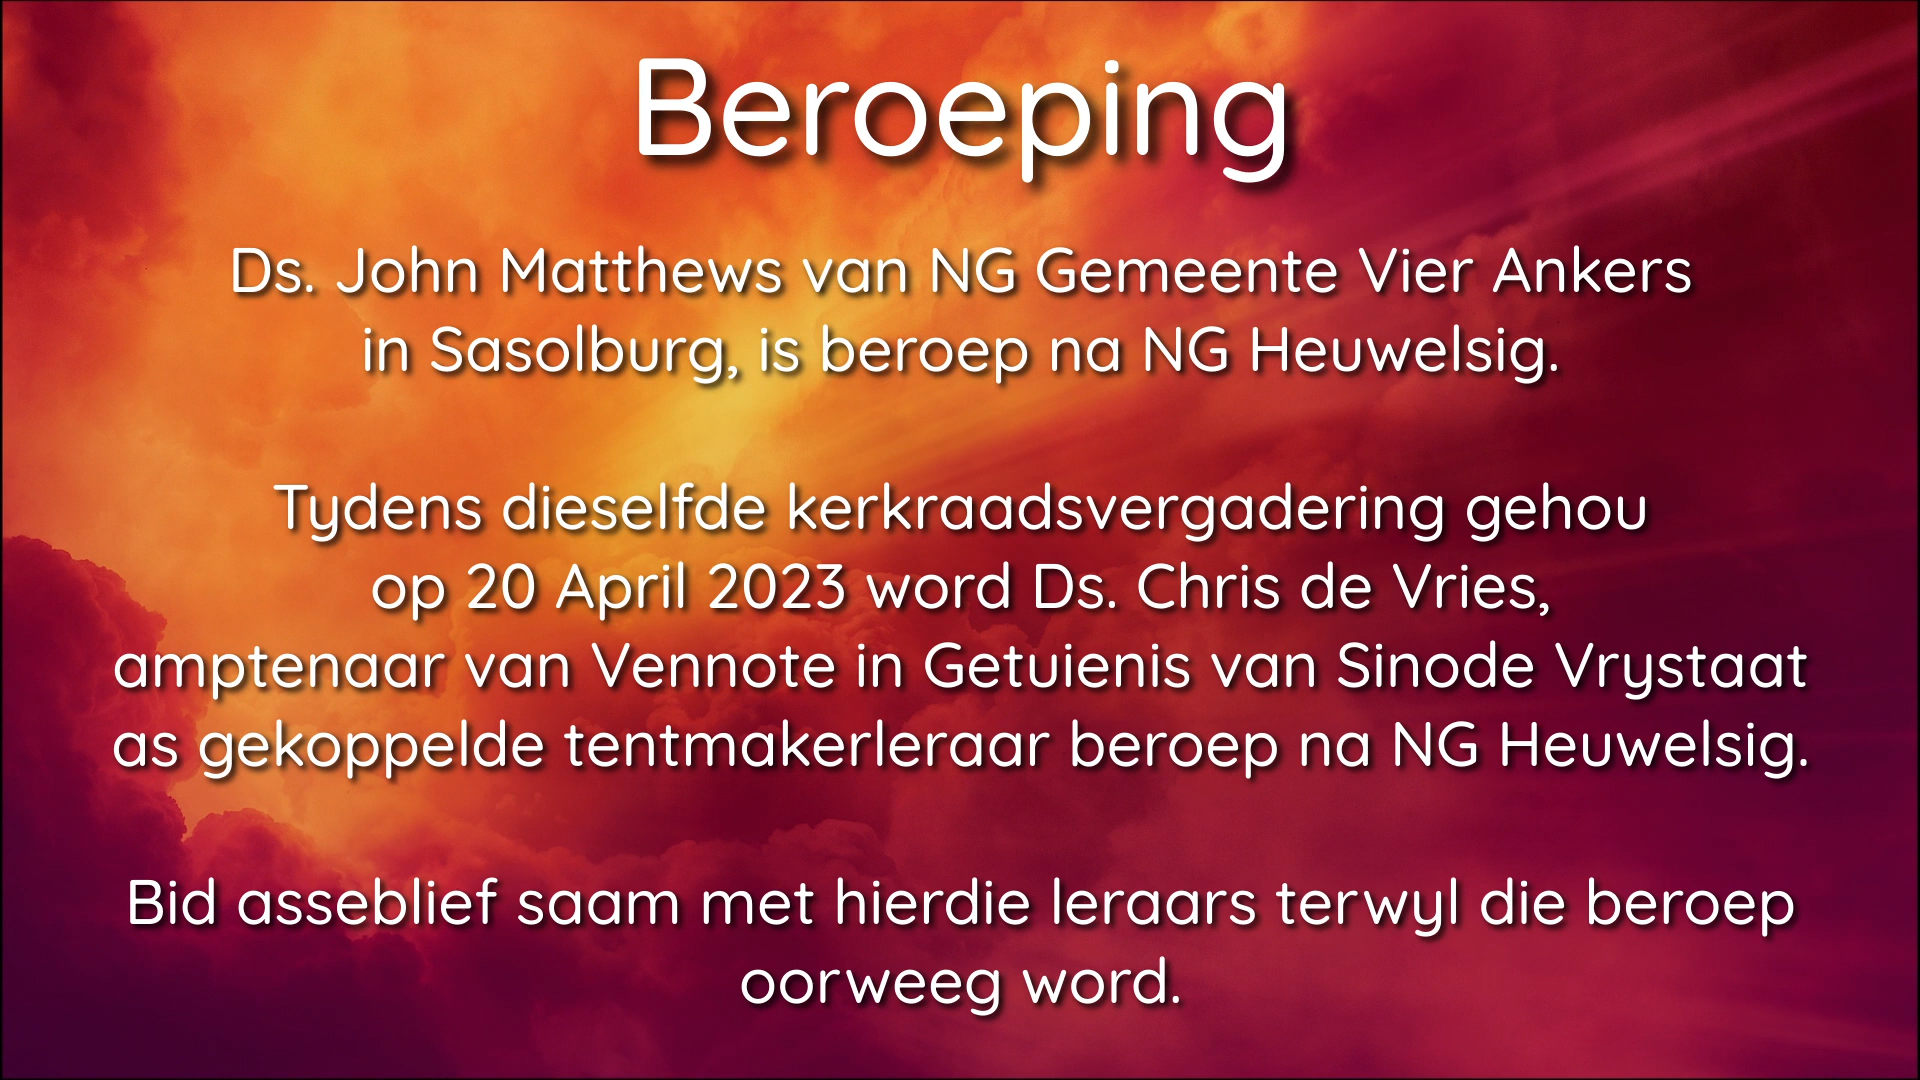 Beroeping
Ds. John Matthews van NG Gemeente Vier Ankers
in Sasolburg, is beroep na NG Heuwelsig.
Tydens dieselfde kerkraadsvergadering gehou
op 20 April 2023 word Ds. Chris de Vries,
amptenaar van Vennote in Getuienis van Sinode Vrystaat
as gekoppelde tentmakerleraar beroep na NG Heuwelsig.
Bid asseblief saam met hierdie leraars terwyl die beroep
oorweeg word.